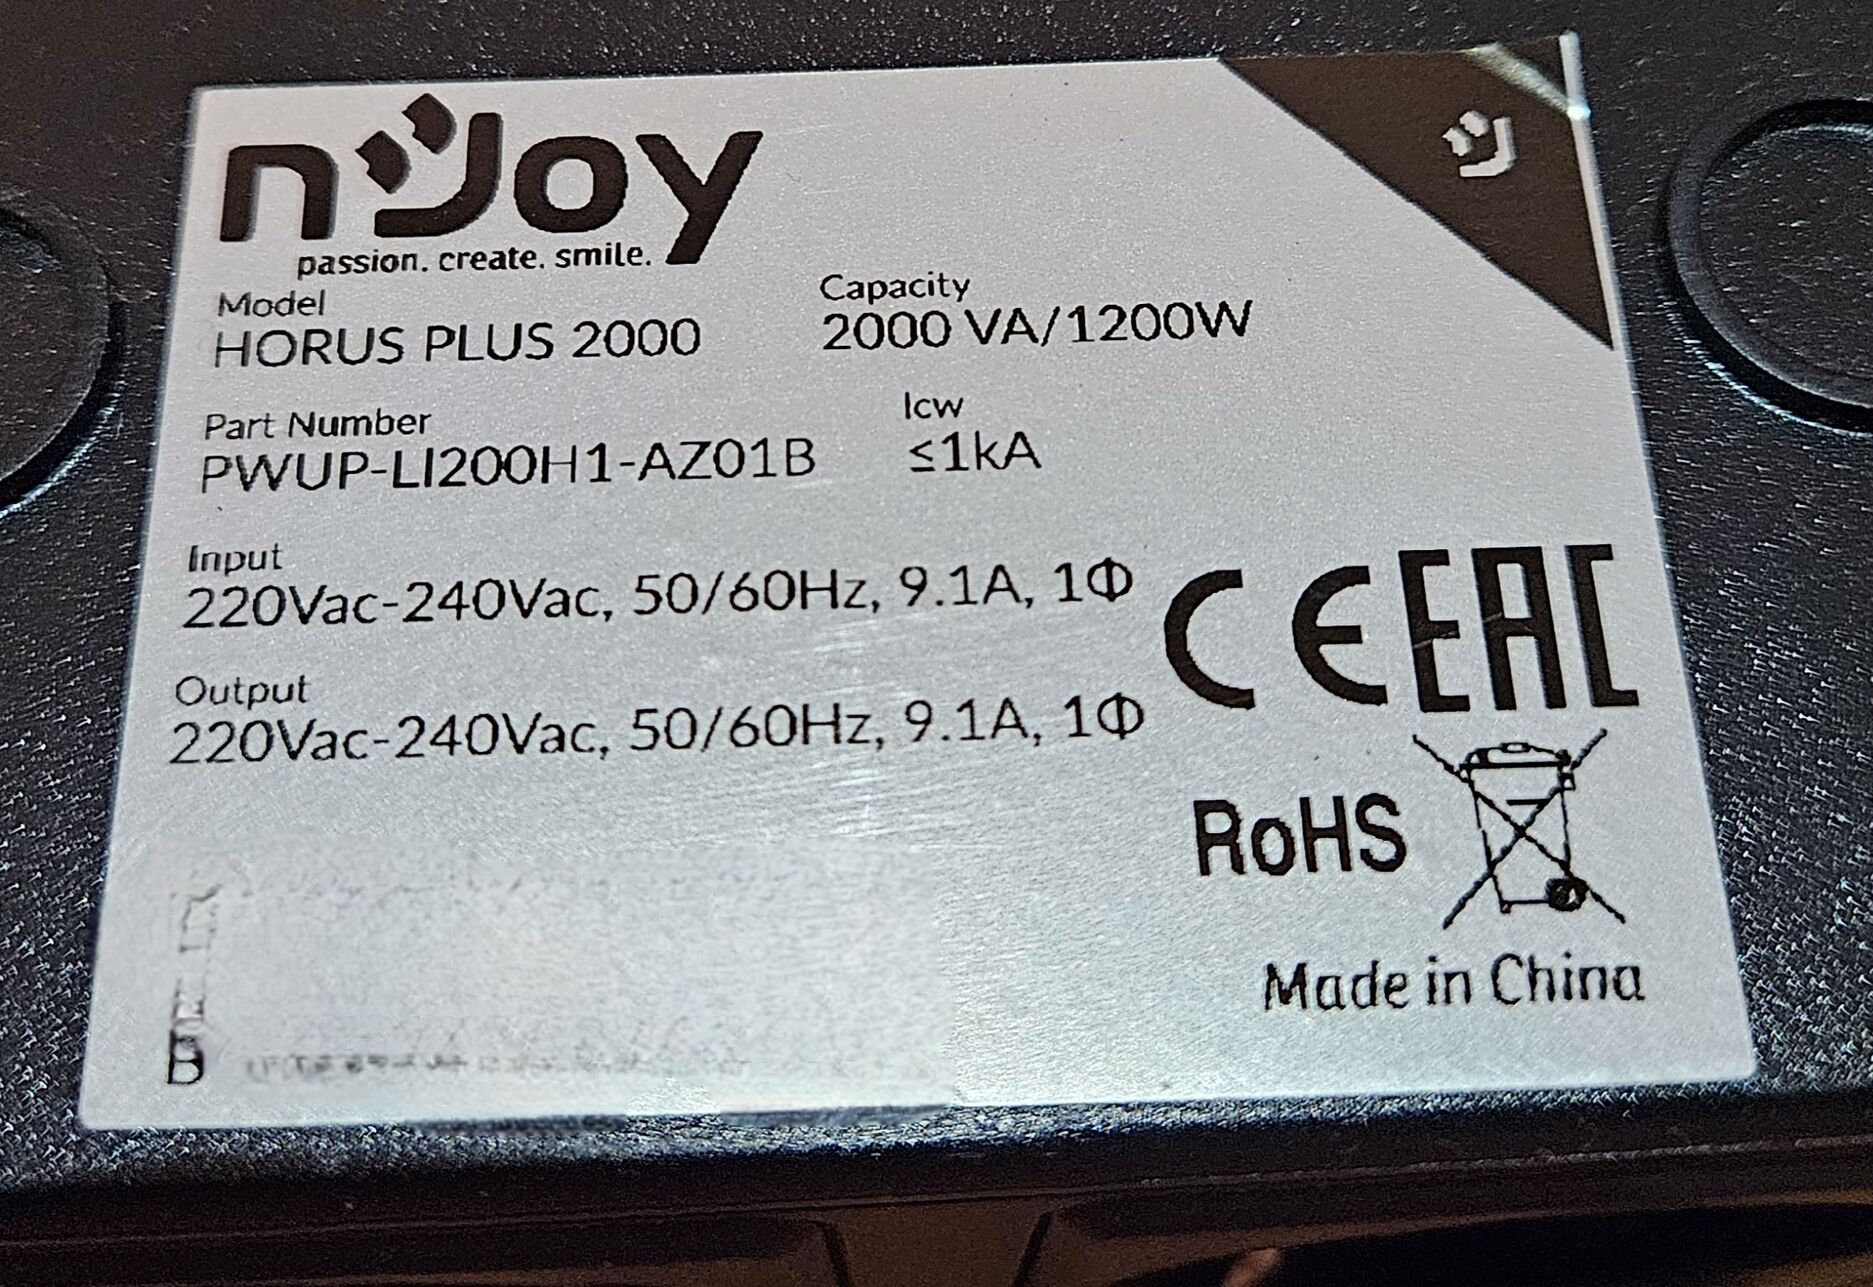 nJoy
passion. create. smile.
Model
HORUS PLUS 2000
Capacity
2000 VA/1200W
Part Number
PWUP-LI200H1-AZ01B
Icw
≤1kA
Input
220Vac-240Vac, 50/60Hz, 9.1A, 1Φ
Output
220Vac-240Vac, 50/60Hz, 9.1A, 1Φ
CE EAC
RoHS
Made in China
B